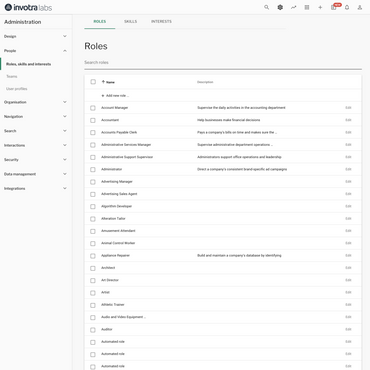 invotra labs
NEW
Administration
Design
People
Roles, skills and interests
Teams
User profiles
Organisation
Navigation
Search
Interactions
Security
Data management
Integrations
ROLES SKILLS INTERESTS
Roles
Search roles
Name Description
Add new role ...
Account Manager Supervise the daily activities in the accounting department Edit
Accountant Help businesses make financial decisions Edit
Accounts Payable Clerk Pays a company's bills on time and makes sure the ... Edit
Administrative Services Manager Supervise administrative department operations ... Edit
Administrative Support Supervisor Administrators support office operations and leadership Edit
Administrator Direct a company's consistent board-specific ad campaigns Edit
Advertising Manager Edit
Advertising Sales Agent Edit
Algorithm Developer Edit
Alteration Tailor Edit
Amusement Attendant Edit
Animal Control Worker Edit
Appliance Repairer Build and maintain a company's database by identifying Edit
Architect Edit
Art Director Edit
Artist Edit
Athletic Trainer Edit
Audio and Video Equipment ... Edit
Auditor Edit
Automated role Edit
Automated role Edit
Automated role Edit